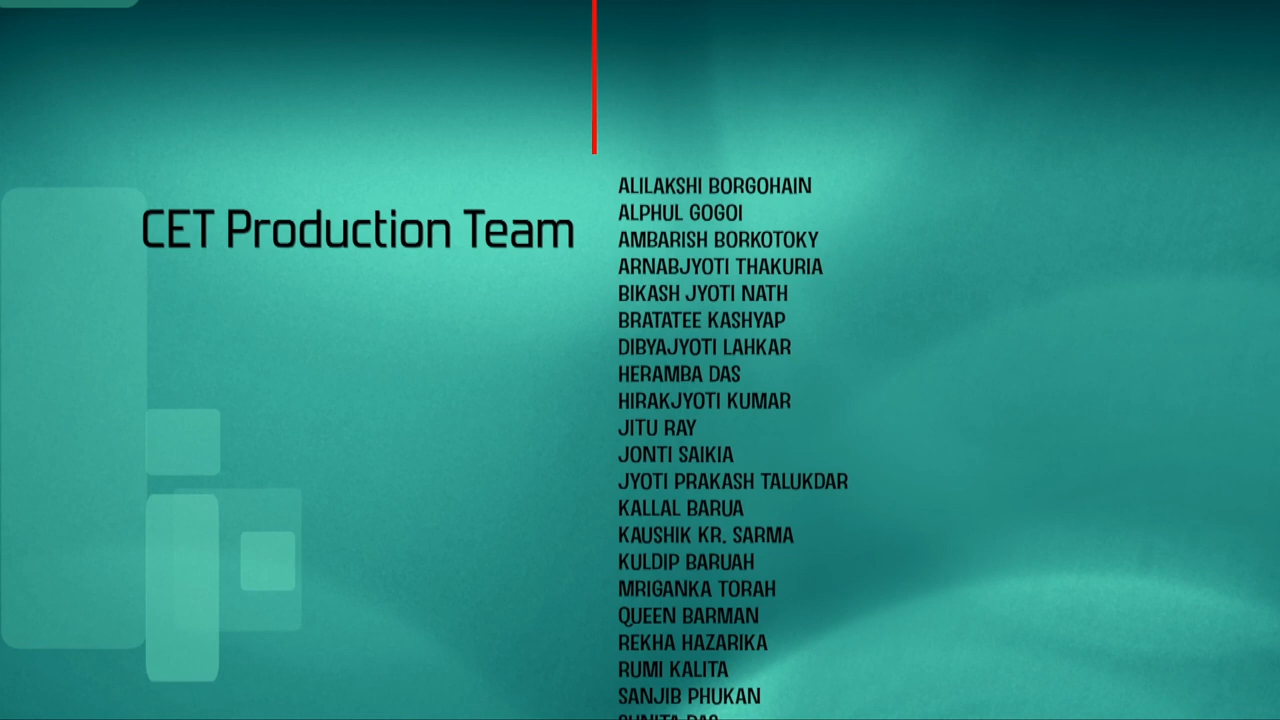 CET Production Team
ALILAKSHI BORGOHAIN
ALPHUL GOGOI
AMBARISH BORKOTOKY
ARNABJYOTI THAKURIA
BIKASH JYOTI NATH
BRATATEE KASHYAP
DIBYAJYOTI LAHKAR
HERAMBA DAS
HIRAKJYOTI KUMAR
JITU RAY
JONTI SAIKIA
JYOTI PRAKASH TALUKDAR
KALLAL BARUA
KAUSHIK KR. SARMA
KULDIP BARUAH
MRIGANKA TORAH
QUEEN BARMAN
REKHA HAZARIKA
RUMI KALITA
SANJIB PHUKAN